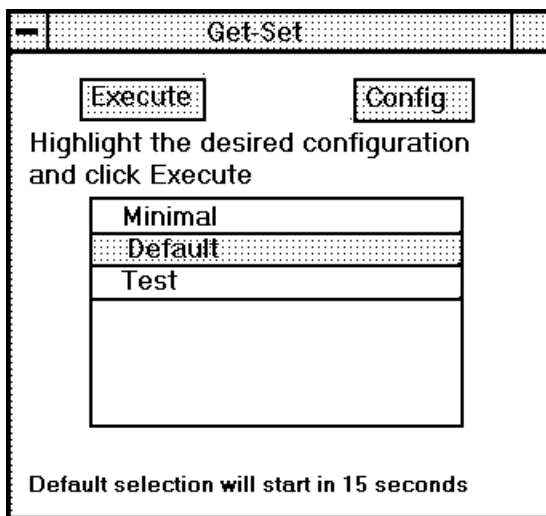 Get-Set
Execute Config
Highlight the desired configuration
and click Execute
Minimal
Default
Test
Default selection will start in 15 seconds